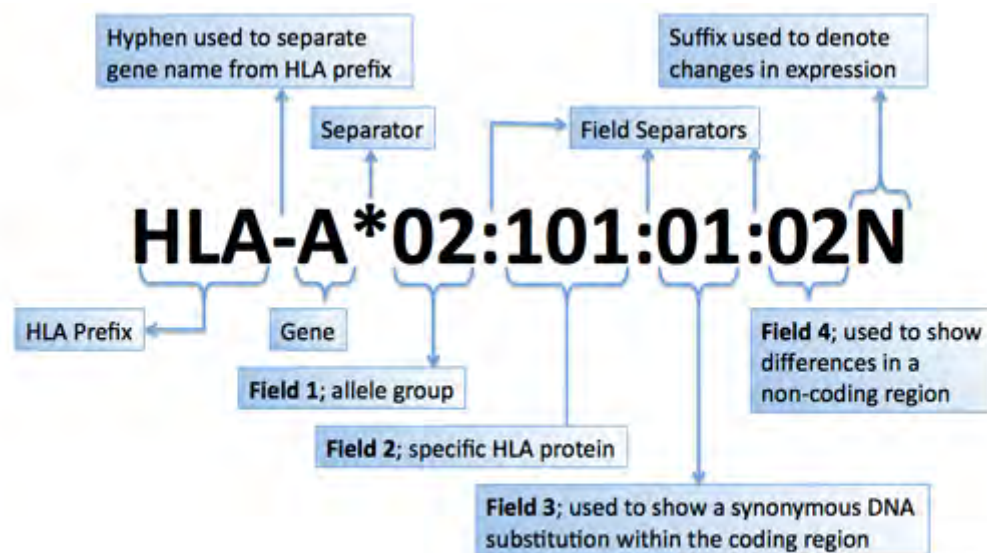 Hyphen used to separate
gene name from HLA prefix
Suffix used to denote
changes in expression
Separator
Field Separators
HLA-A*02:101:01:02N
HLA Prefix
Gene
Field 1; allele group
Field 2; specific HLA protein
Field 3; used to show a synonymous DNA
substitution within the coding region
Field 4; used to show
differences in a
non-coding region